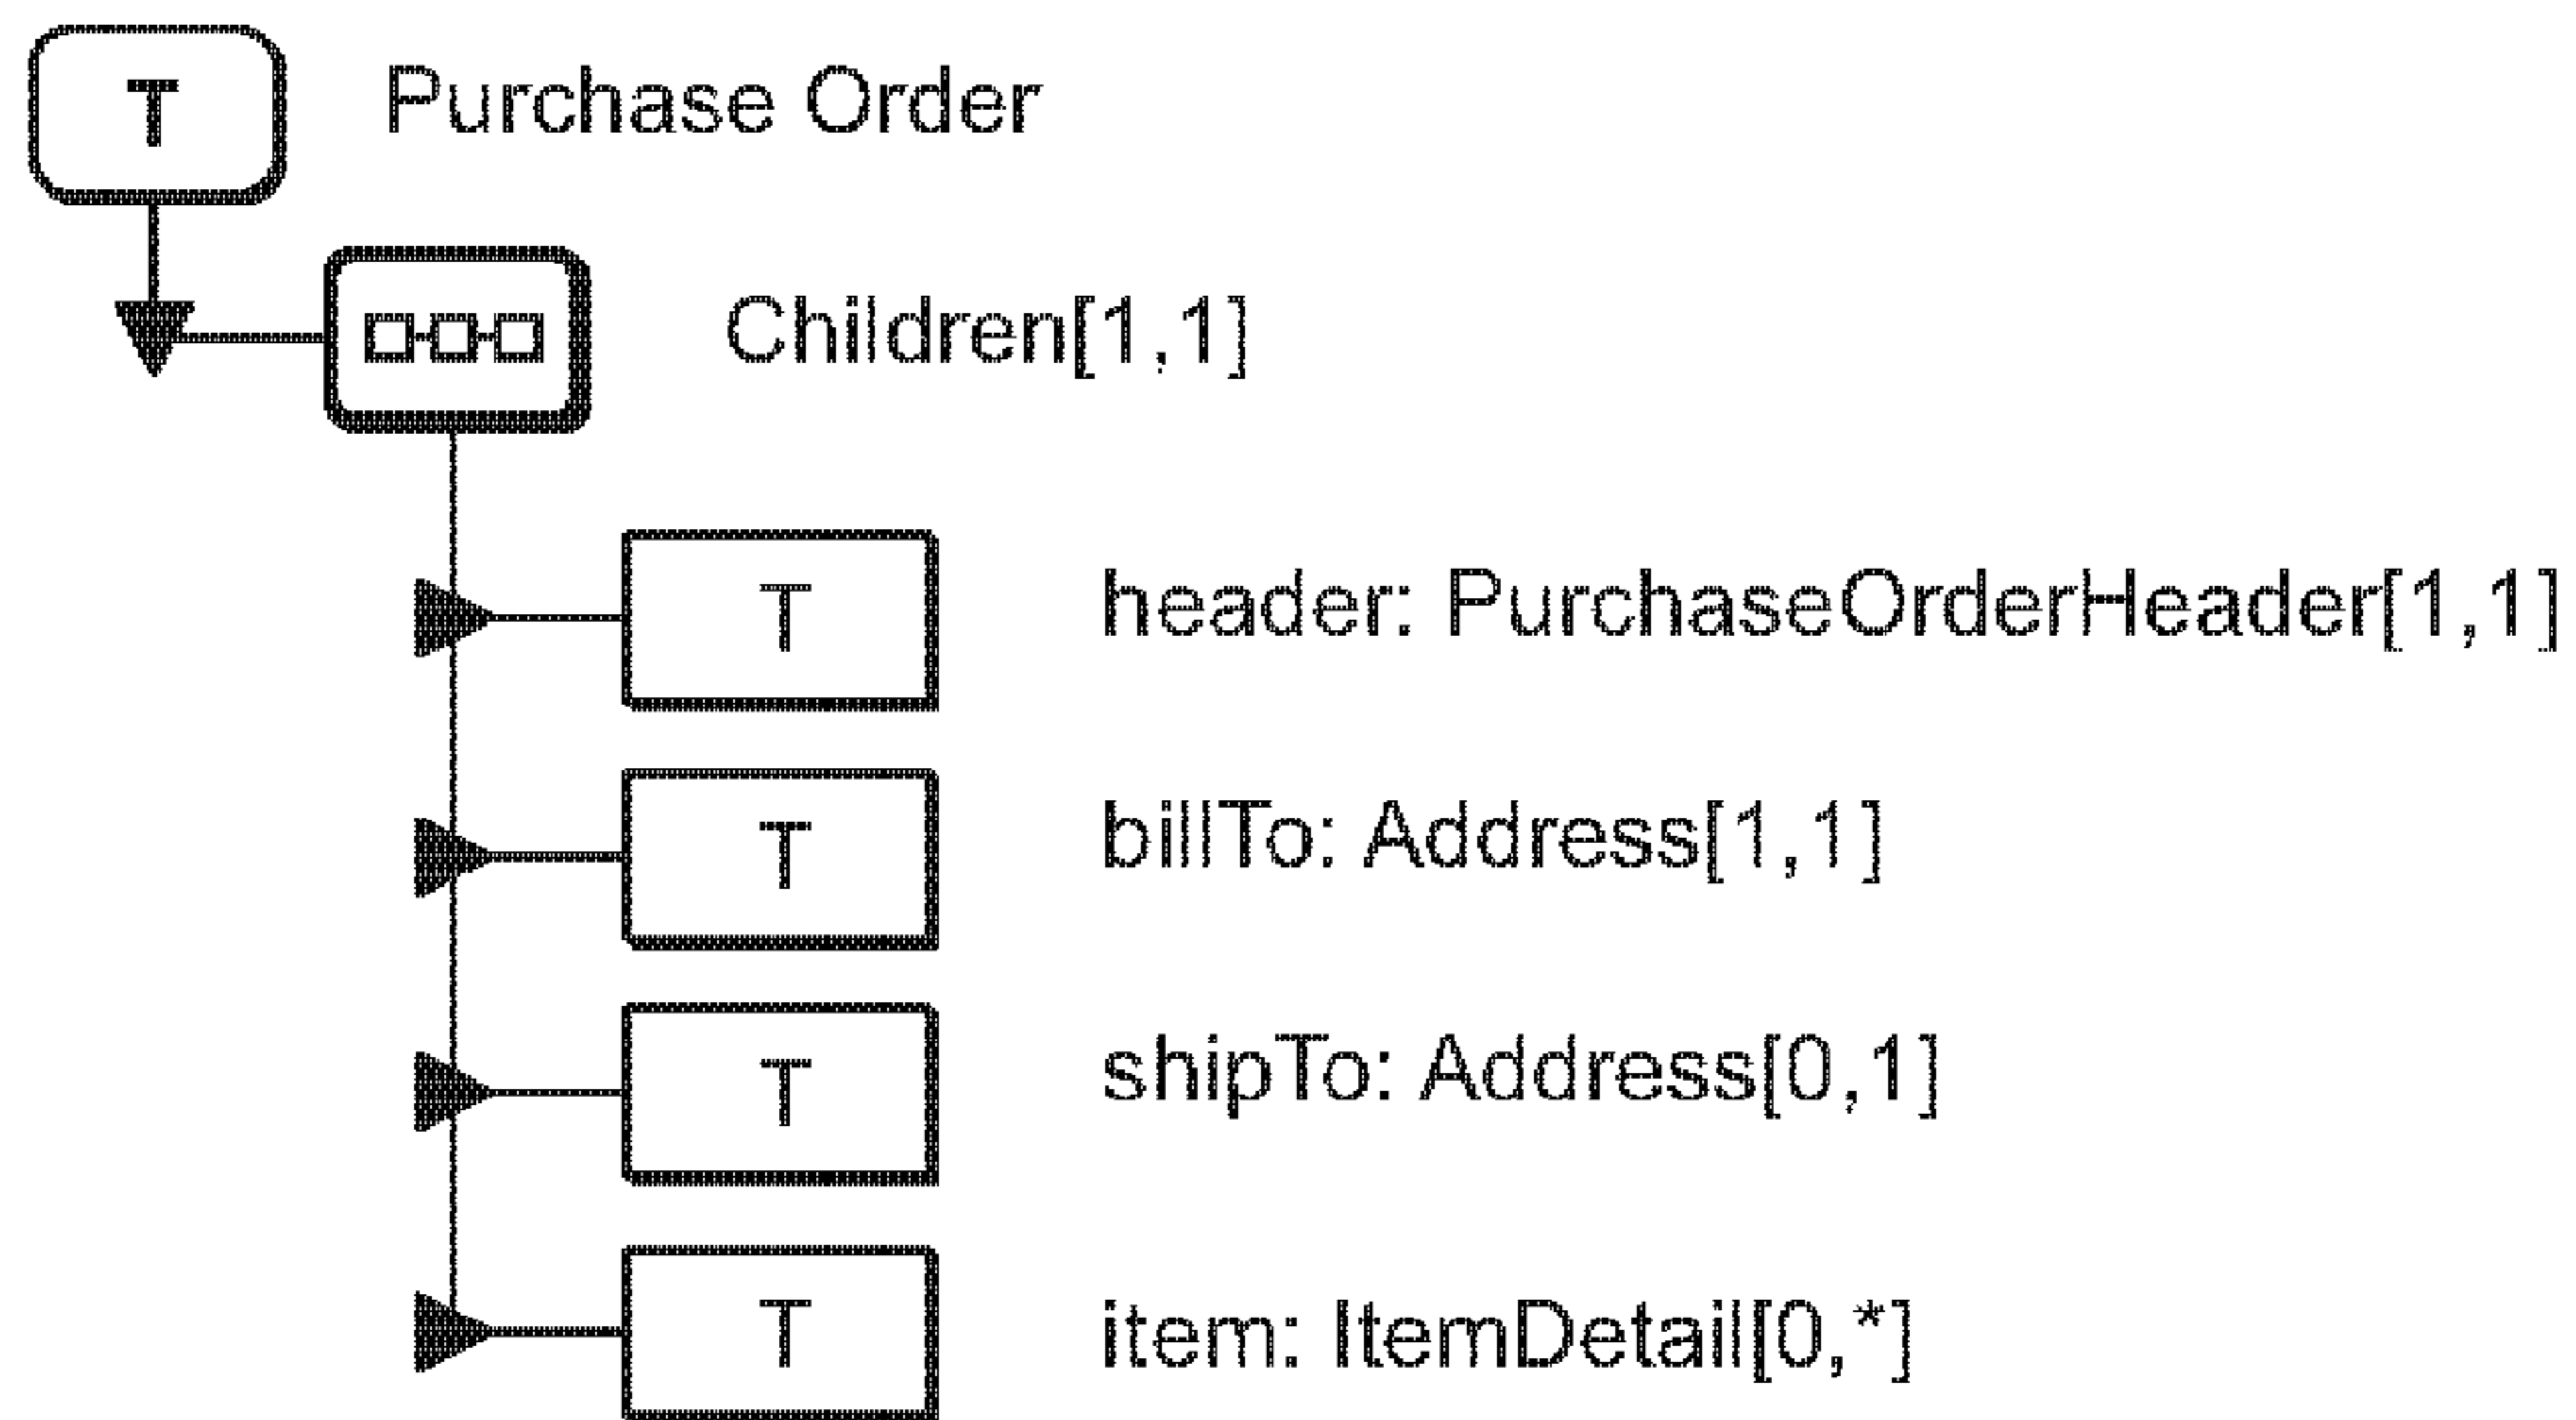 T Purchase Order
Children[1,1]
T header: PurchaseOrderHeader[1,1]
T billTo: Address[1,1]
T shipTo: Address[0,1]
T item: ItemDetail[0,*]